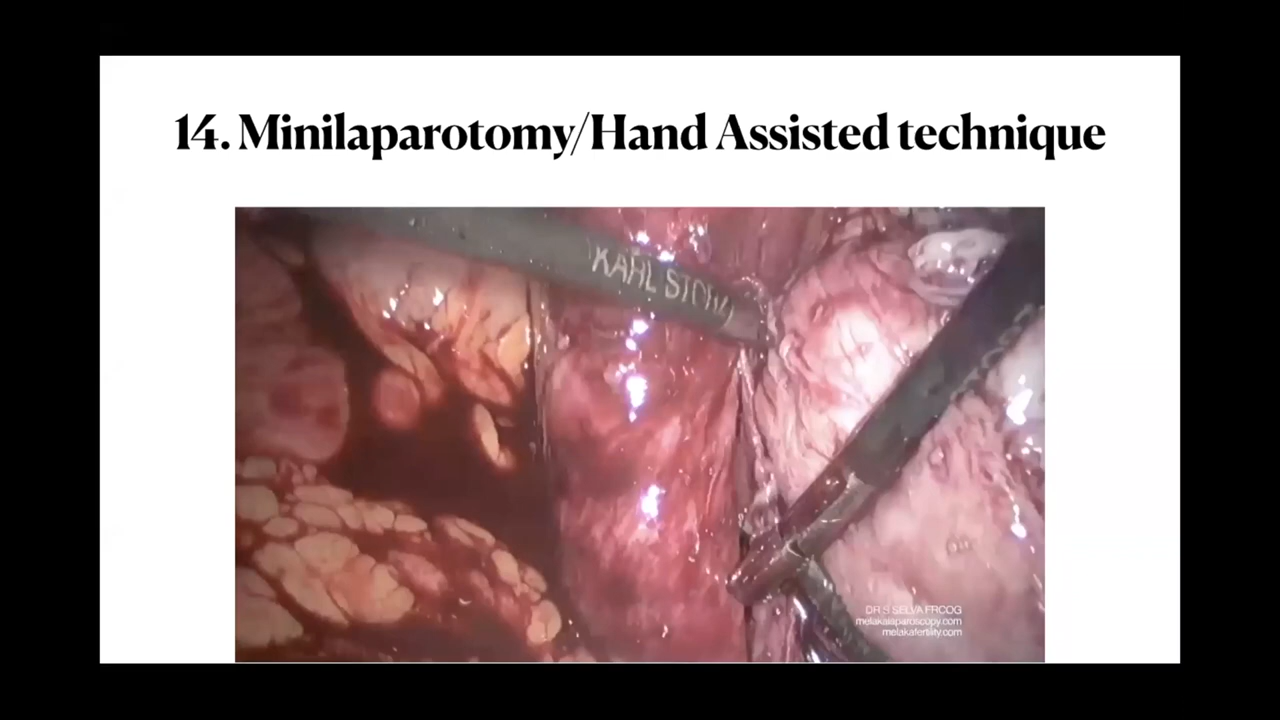 14. Minilaparotomy/Hand Assisted technique
KARL STORZ
DR S SELVA FRCOG
melakalaparoscopy.com
melakafertility.com